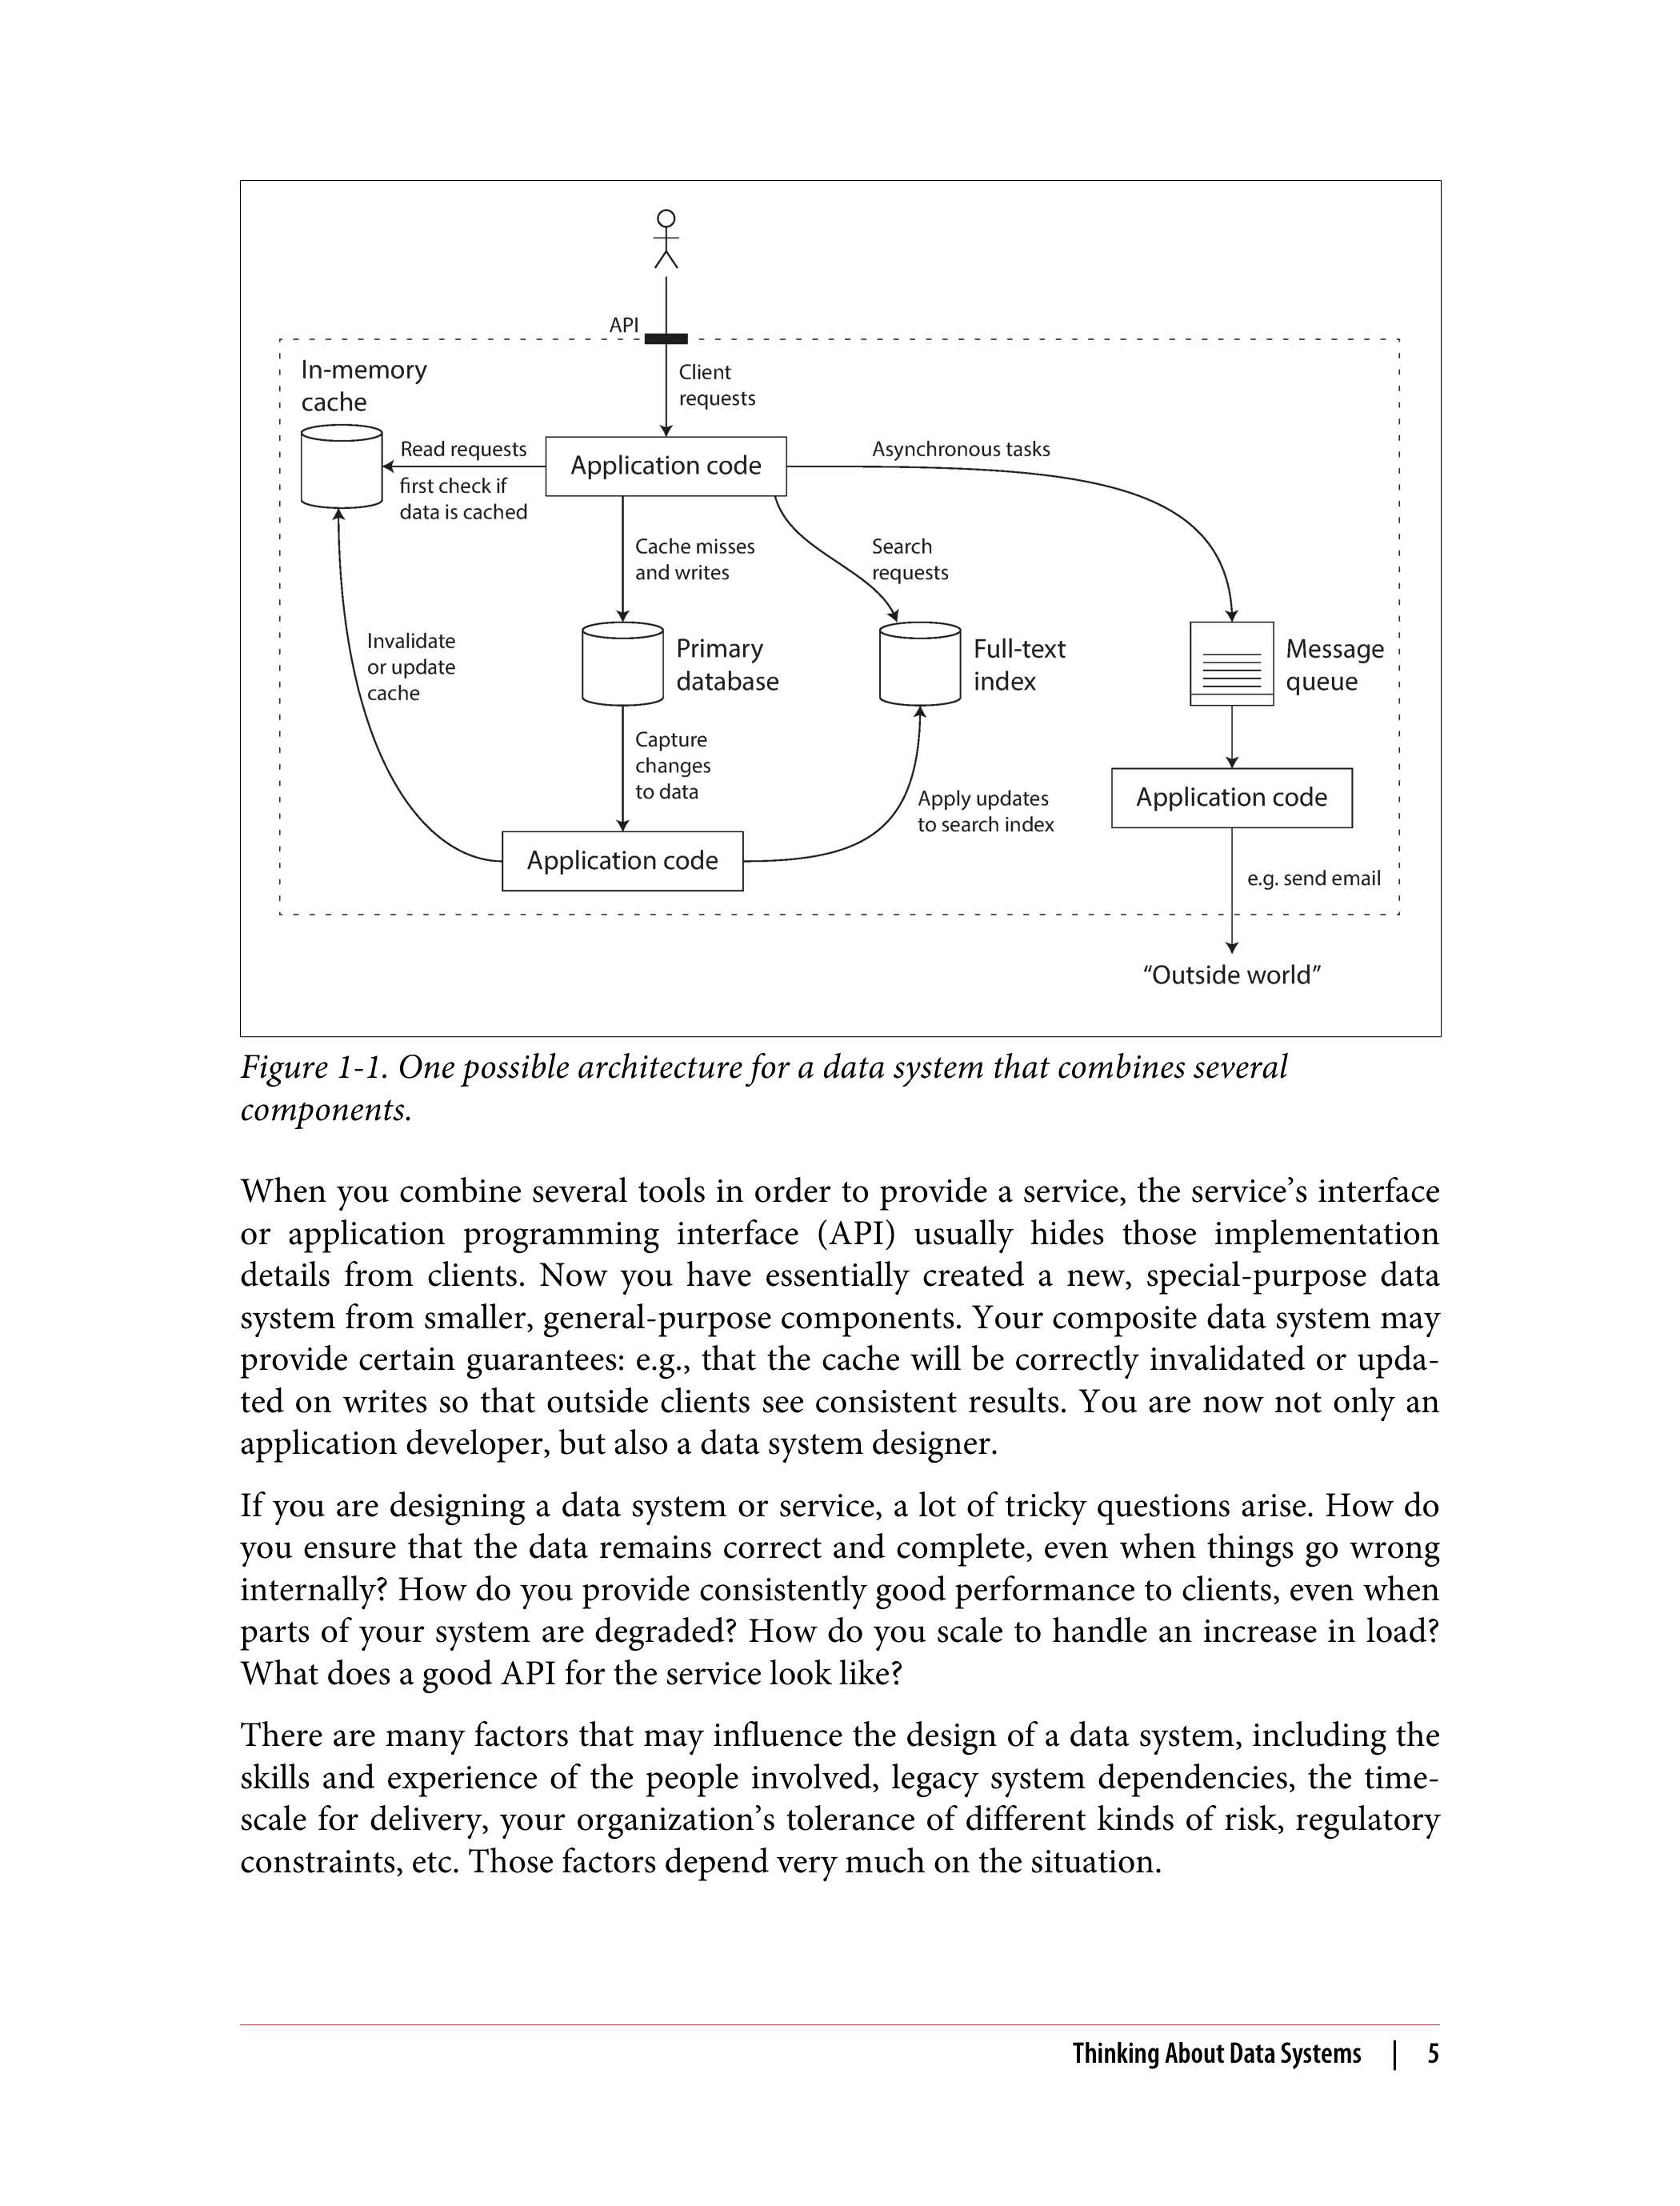 API
In-memory
cache
Client
requests
Read requests
first check if
data is cached
Application code
Asynchronous tasks
Cache misses
and writes
Search
requests
Invalidate
or update
cache
Primary
database
Full-text
index
Message
queue
Capture
changes
to data
Apply updates
to search index
Application code
Application code
e.g. send email
“Outside world”
Figure 1-1. One possible architecture for a data system that combines several
components.
When you combine several tools in order to provide a service, the service’s interface
or application programming interface (API) usually hides those implementation
details from clients. Now you have essentially created a new, special-purpose data
system from smaller, general-purpose components. Your composite data system may
provide certain guarantees: e.g., that the cache will be correctly invalidated or upda-
ted on writes so that outside clients see consistent results. You are now not only an
application developer, but also a data system designer.
If you are designing a data system or service, a lot of tricky questions arise. How do
you ensure that the data remains correct and complete, even when things go wrong
internally? How do you provide consistently good performance to clients, even when
parts of your system are degraded? How do you scale to handle an increase in load?
What does a good API for the service look like?
There are many factors that may influence the design of a data system, including the
skills and experience of the people involved, legacy system dependencies, the time-
scale for delivery, your organization’s tolerance of different kinds of risk, regulatory
constraints, etc. Those factors depend very much on the situation.
Thinking About Data Systems | 5